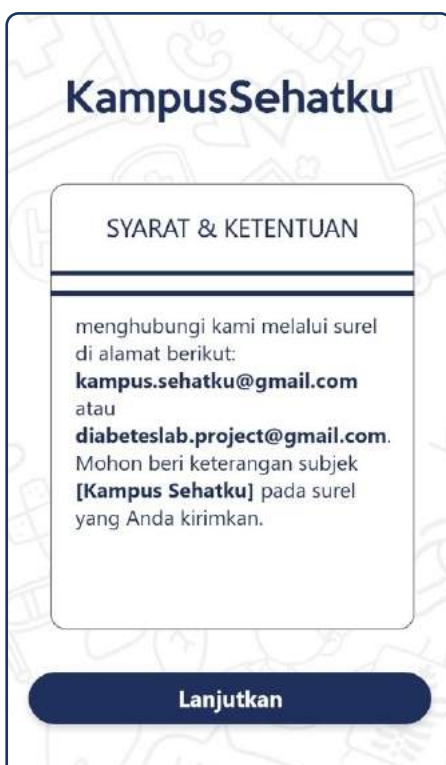 KampusSehatku
SYARAT & KETENTUAN
menghubungi kami melalui surel
di alamat berikut:
kampus.sehatku@gmail.com
atau
diabeteslab.project@gmail.com.
Mohon beri keterangan subjek
[Kampus Sehatku] pada surel
yang Anda kirimkan.
Lanjutkan